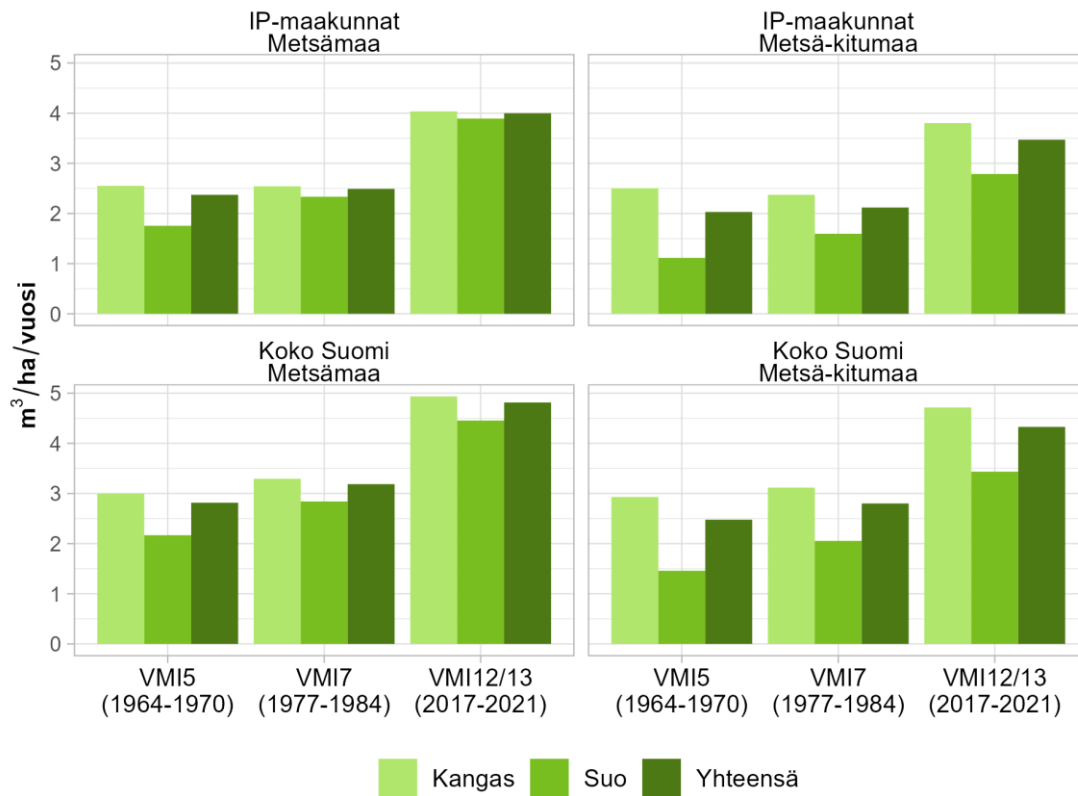 IP-maakunnat
Metsämaa
IP-maakunnat
Metsä-kitumaa
5
4
3
2
1
0
Koko Suomi
Metsämaa
Koko Suomi
Metsä-kitumaa
m³/ha/vuosi
5
4
3
2
1
0
VMI5
(1964-1970)
VMI7
(1977-1984)
VMI12/13
(2017-2021)
VMI5
(1964-1970)
VMI7
(1977-1984)
VMI12/13
(2017-2021)
Kangas Suo Yhteensä